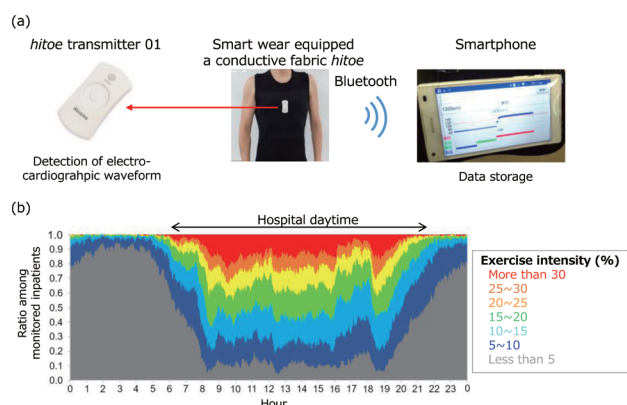 (a)
hitoe transmitter 01
Smart wear equipped
a conductive fabric hitoe
Smartphone
Bluetooth
Detection of electro-
cardiograhpic waveform
Data storage
(b)
Hospital daytime
Ratio among
monitored inpatients
1.0
0.9
0.8
0.7
0.6
0.5
0.4
0.3
0.2
0.1
0.0
0 1 2 3 4 5 6 7 8 9 10 11 12 13 14 15 16 17 18 19 20 21 22 23 0
Hour
Exercise intensity (%)
More than 30
25~30
20~25
15~20
10~15
5~10
Less than 5